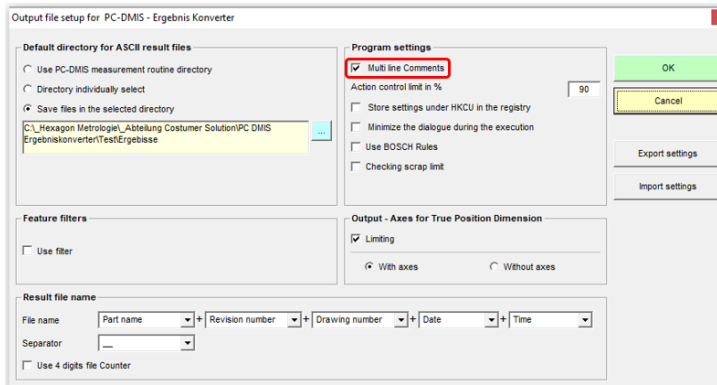 Output file setup for PC-DMIS - Ergebnis Konverter
Default directory for ASCII result files
Use PC-DMIS measurement routine directory
Directory individually select
Save files in the selected directory
C:\_Hexagon Metrologie\_Abteilung Costumer Solution\PC DMIS
Ergebniskonverter\Test\Ergebisse
...
Program settings
Multi line Comments
Action control limit in %
90
Store settings under HKCU in the registry
Minimize the dialogue during the execution
Use BOSCH Rules
Checking scrap limit
OK
Cancel
Export settings
Import settings
Feature filters
Use filter
Output - Axes for True Position Dimension
Limiting
With axes
Without axes
Result file name
File name Part name + Revision number + Drawing number + Date + Time
Separator __
Use 4 digits file Counter